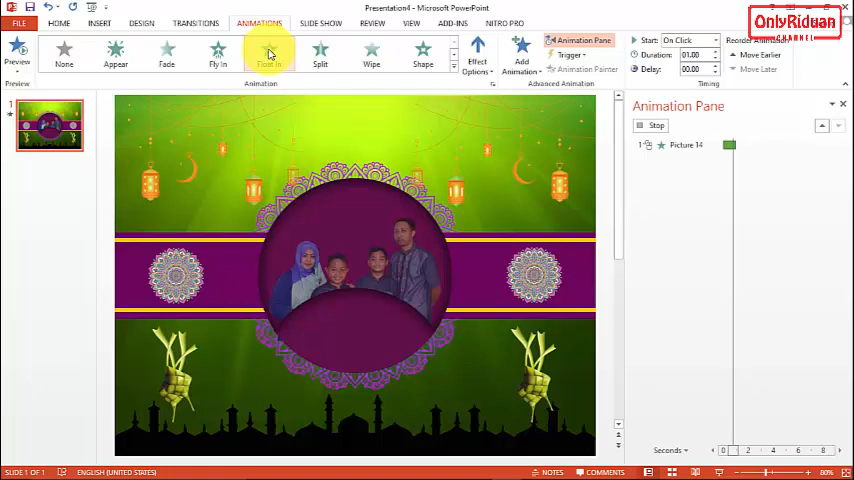 Presentation4 - Microsoft PowerPoint
OnlyRiduan
CHANNEL
FILE HOME INSERT DESIGN TRANSITIONS ANIMATIONS SLIDE SHOW REVIEW VIEW ADD-INS NITRO PRO
Preview
None Appear Fade Fly In Float In Split Wipe Shape
Effect
Options
Add
Animation
Animation Pane
Trigger
Animation Painter
Start: On Click
Duration: 01.00
Delay: 00.00
Reorder Animation
Move Earlier
Move Later
Preview Animation Advanced Animation Timing
1
Animation Pane
Stop
1 Picture 14
Seconds 0 2 4 6 8
SLIDE 1 OF 1 ENGLISH (UNITED STATES) NOTES COMMENTS 80%